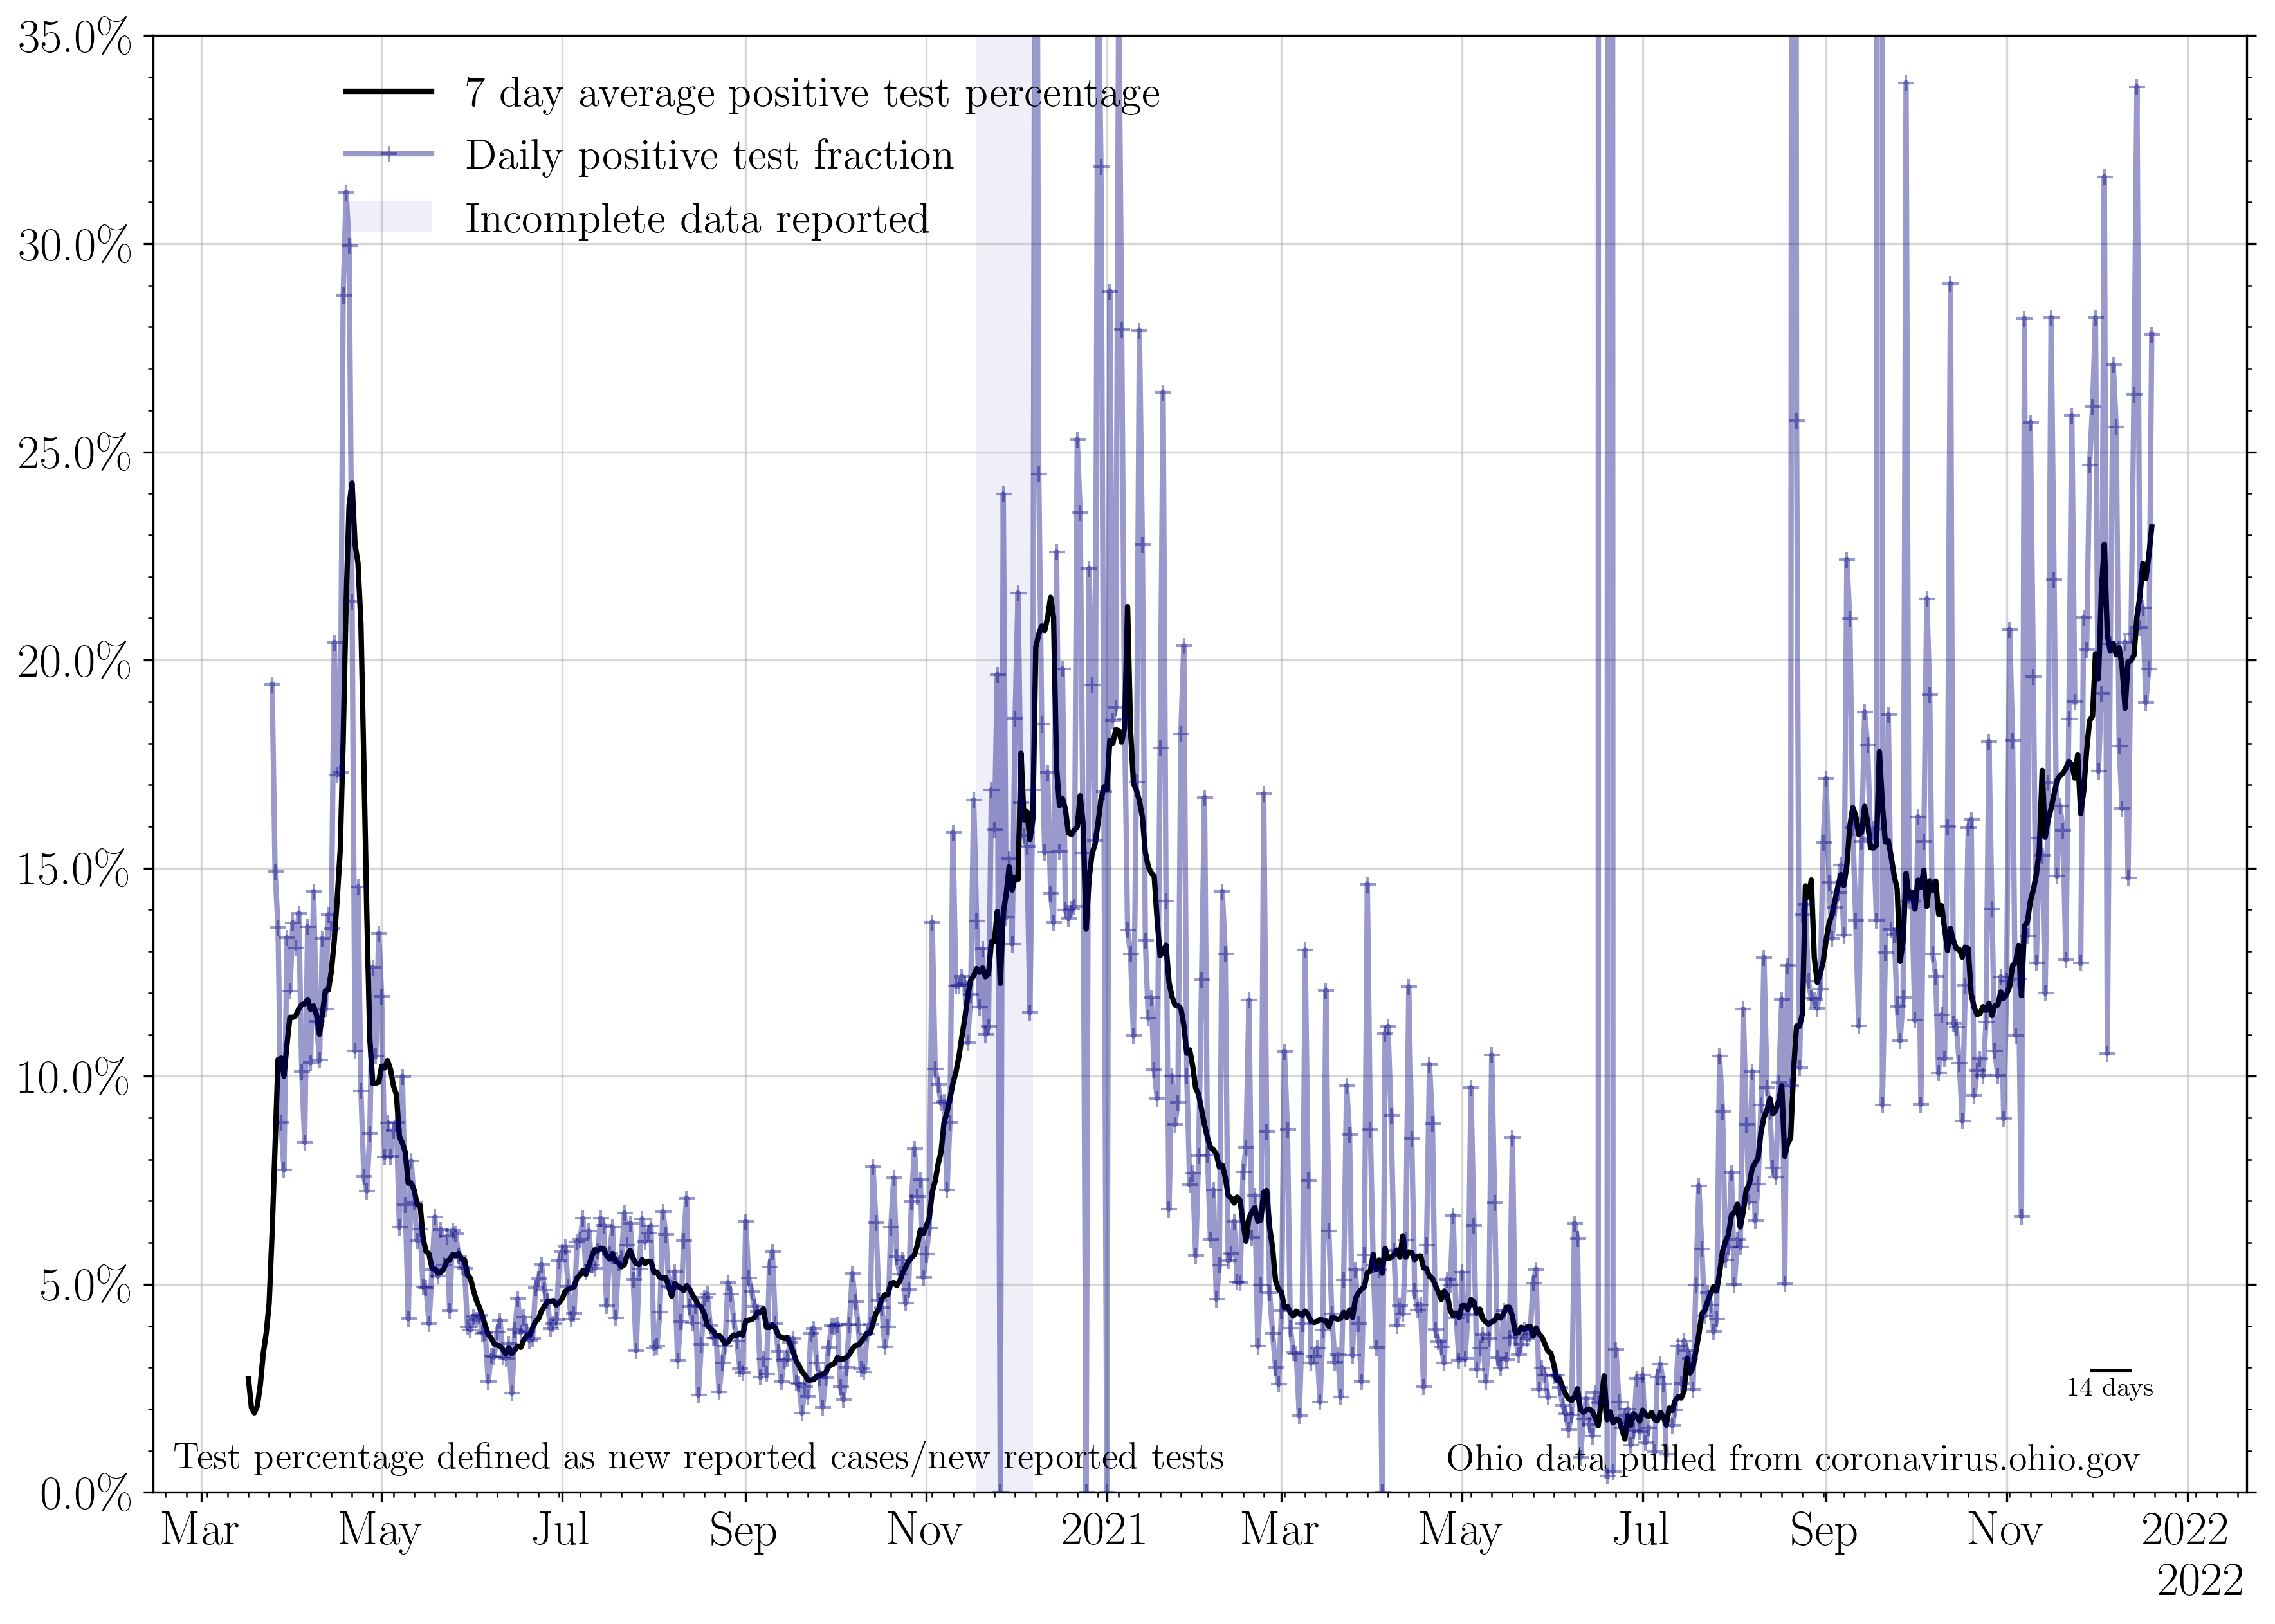 35.0%
30.0%
25.0%
20.0%
15.0%
10.0%
5.0%
0.0%
7 day average positive test percentage
Daily positive test fraction
Incomplete data reported
14 days
Test percentage defined as new reported cases/new reported tests
Ohio data pulled from coronavirus.ohio.gov
Mar May Jul Sep Nov 2021 Mar May Jul Sep Nov 2022
2022